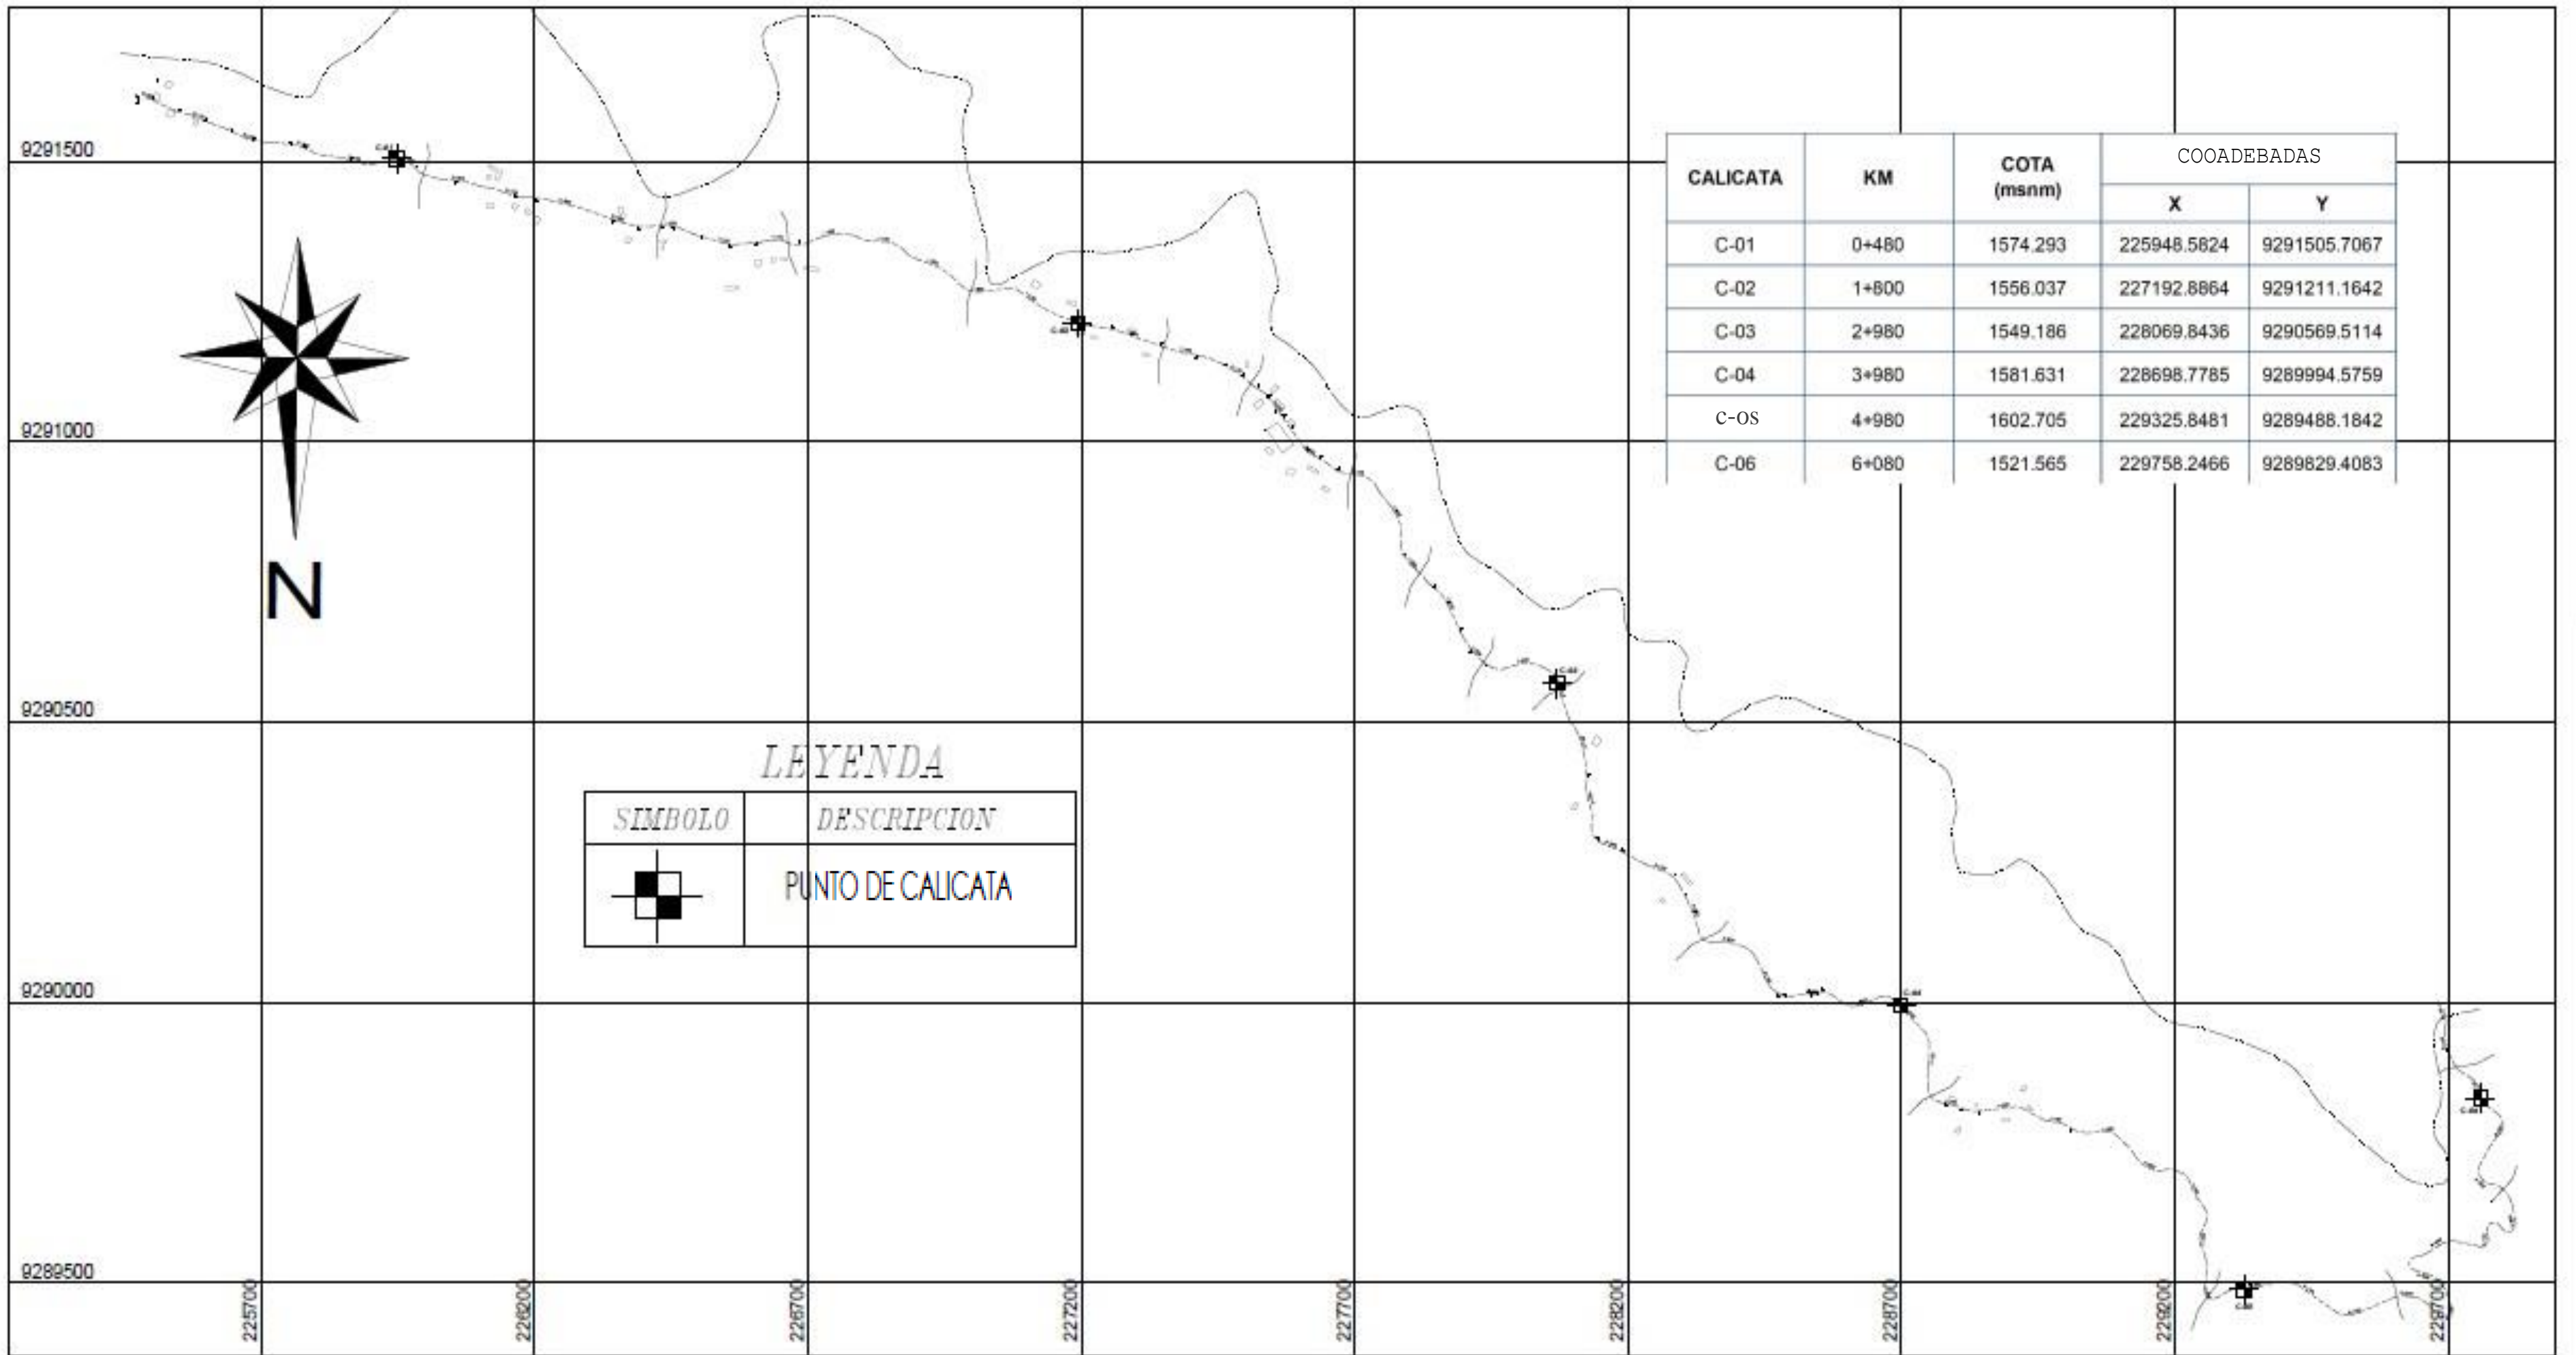 9291500
9291000
9290500
9290000
9289500
225700
226200
226700
227200
227700
228200
228700
229200
229700
N
CALICATA KM COTA (msnm) COOADEBADAS
X Y
C-01 0+480 1574.293 225948.5824 9291505.7067
C-02 1+800 1556.037 227192.8864 9291211.1642
C-03 2+980 1549.186 228069.8436 9290569.5114
C-04 3+980 1581.631 228698.7785 9289994.5759
c-os 4+980 1602.705 229325.8481 9289488.1842
C-06 6+080 1521.565 229758.2466 9289829.4083
LEYENDA
SIMBOLO DESCRIPCION
PUNTO DE CALICATA